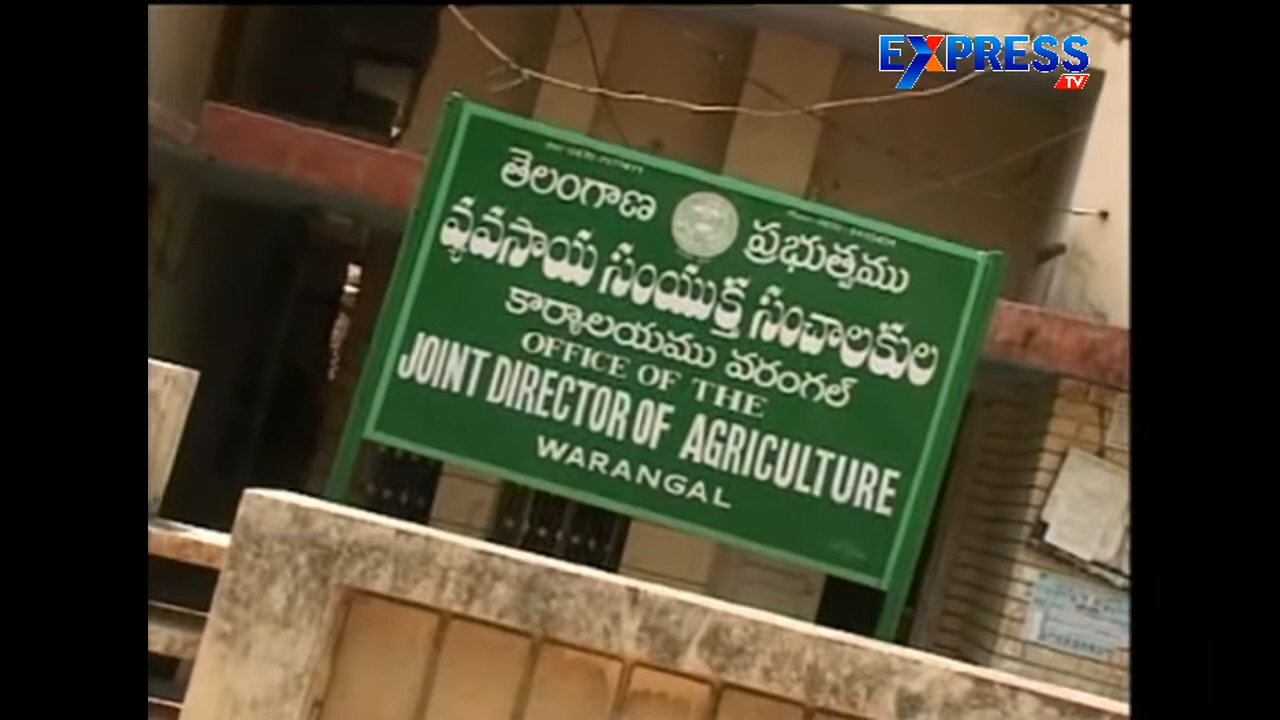 EXPRESS
TV
తెలంగాణ ప్రభుత్వము
వ్యవసాయ సంయుక్త సంచాలకుల
కార్యాలయము వరంగల్
OFFICE OF THE
JOINT DIRECTOR OF AGRICULTURE
WARANGAL